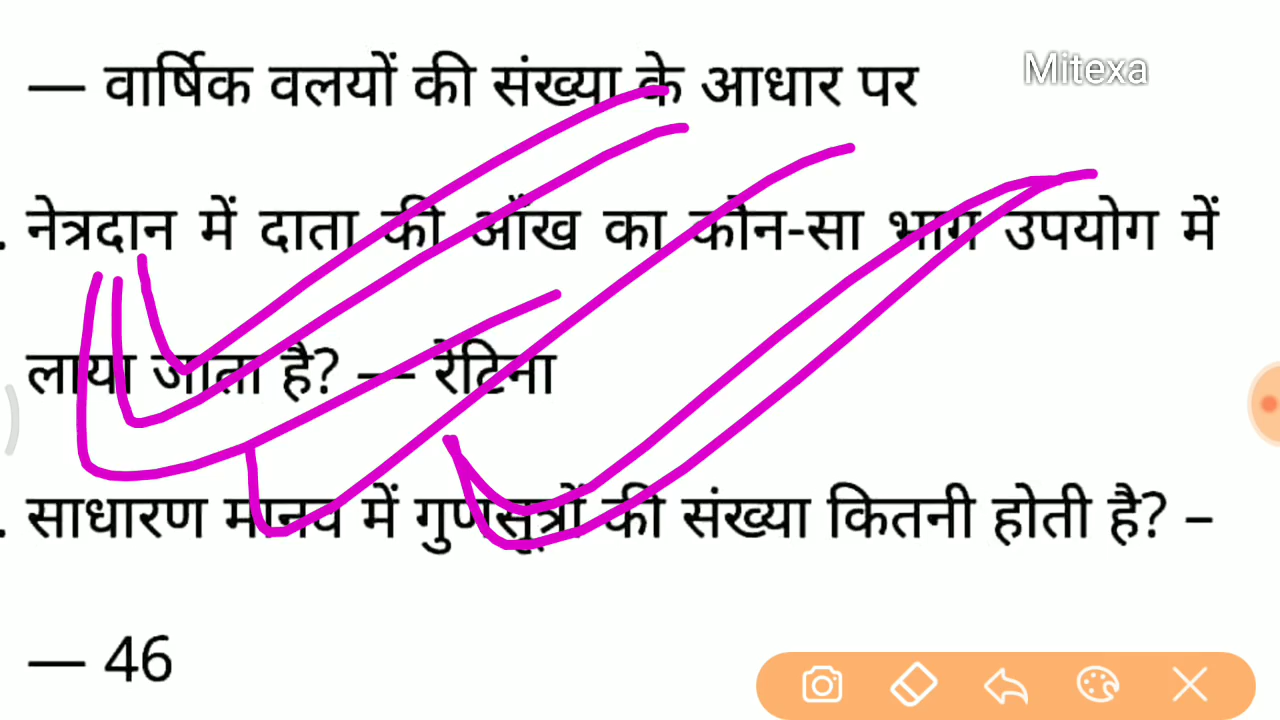 — वार्षिक वलयों की संख्या के आधार पर
Mitexa
. नेत्रदान में दाता की आँख का कौन-सा भाग उपयोग में
लाया जाता है? — रेटिना
. साधारण मानव में गुणसूत्रों की संख्या कितनी होती है? –
— 46